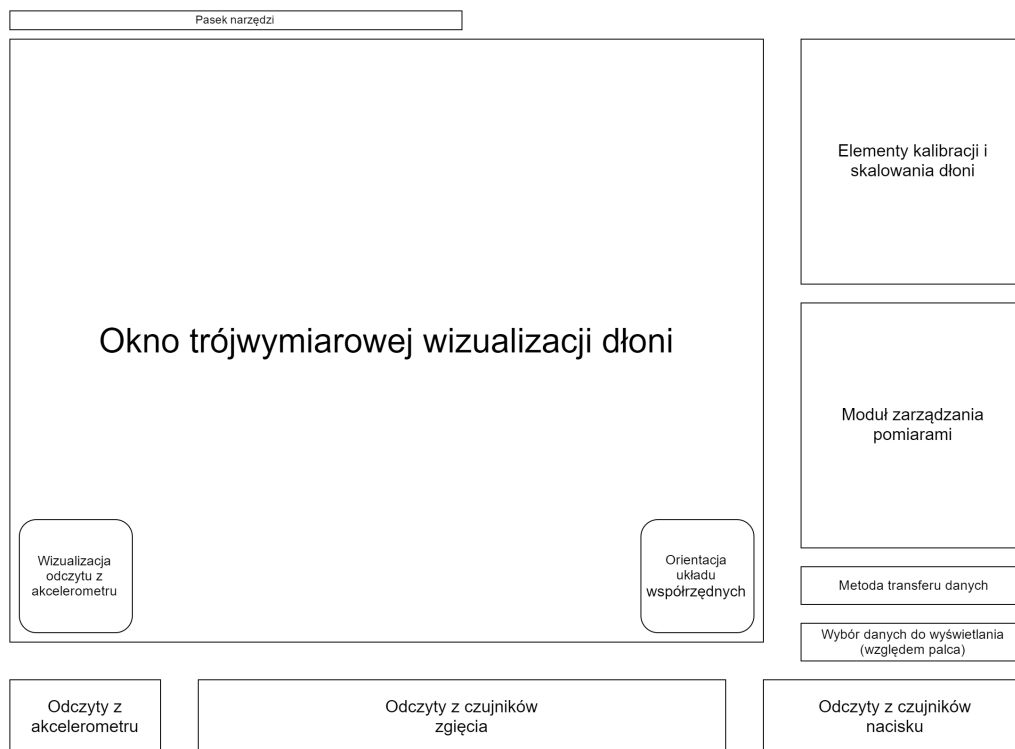 Pasek narzędzi
Elementy kalibracji i
skalowania dłoni
Okno trójwymiarowej wizualizacji dłoni
Moduł zarządzania
pomiarami
Wizualizacja
odczytu z
akcelerometru
Orientacja
układu
współrzędnych
Metoda transferu danych
Wybór danych do wyświetlania
(względem palca)
Odczyty z
akcelerometru
Odczyty z czujników
zgięcia
Odczyty z czujników
nacisku